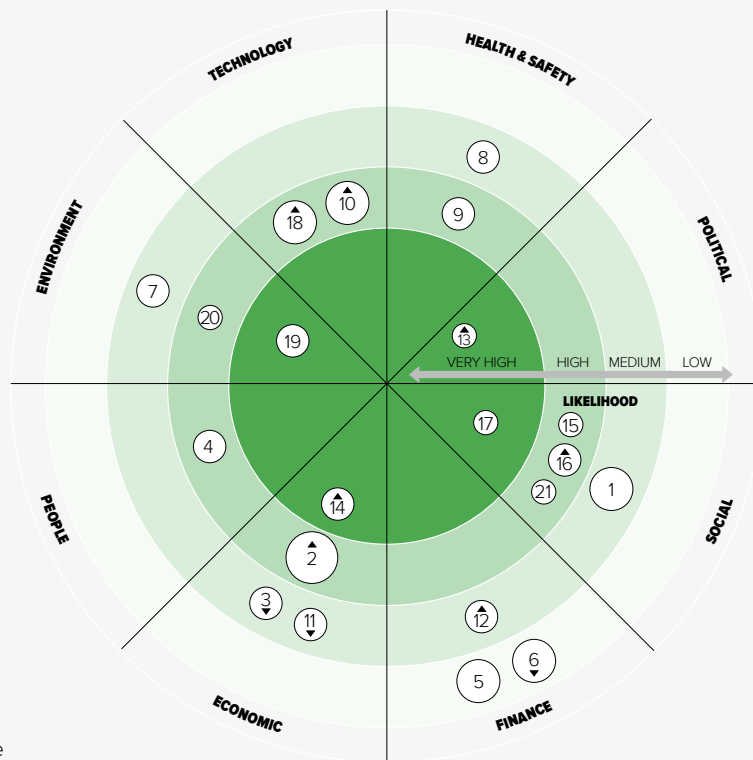 TECHNOLOGY
HEALTH & SAFETY
8
10
18
9
ENVIRONMENT
POLITICAL
7
20
19
13
VERY HIGH HIGH MEDIUM LOW
LIKELIHOOD
17
15
4
16
21
1
14
PEOPLE
SOCIAL
2
3
11
12
6
5
ECONOMIC
FINANCE
e